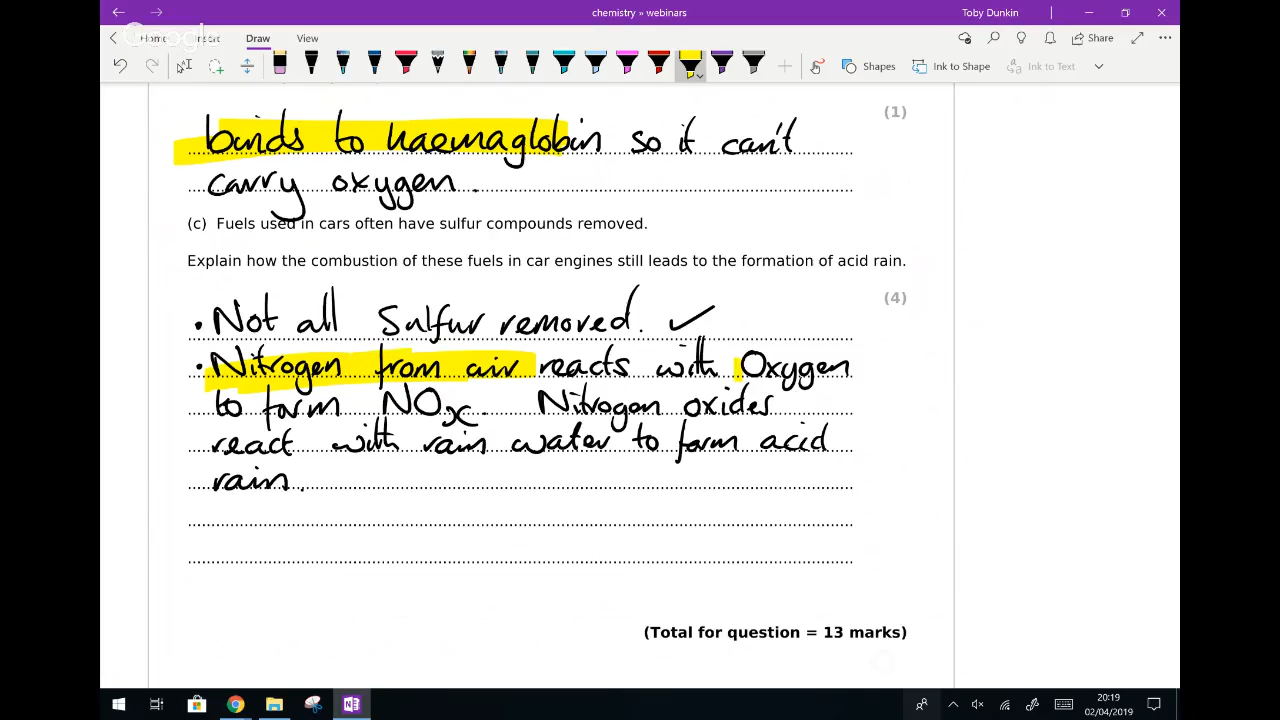 chemistry » webinars
Toby Dunkin
Google
Home Insert Draw View
Share
Shapes
Ink to Shape
Ink to Text
(1)
binds to haemaglobin so it can't
carry oxygen.
(c) Fuels used in cars often have sulfur compounds removed.
Explain how the combustion of these fuels in car engines still leads to the formation of acid rain.
(4)
• Not all Sulfur removed. ✓
• Nitrogen from air reacts with Oxygen
to form NOx. Nitrogen oxides
react with rain water to form acid
rain.
(Total for question = 13 marks)
20:19
02/04/2019